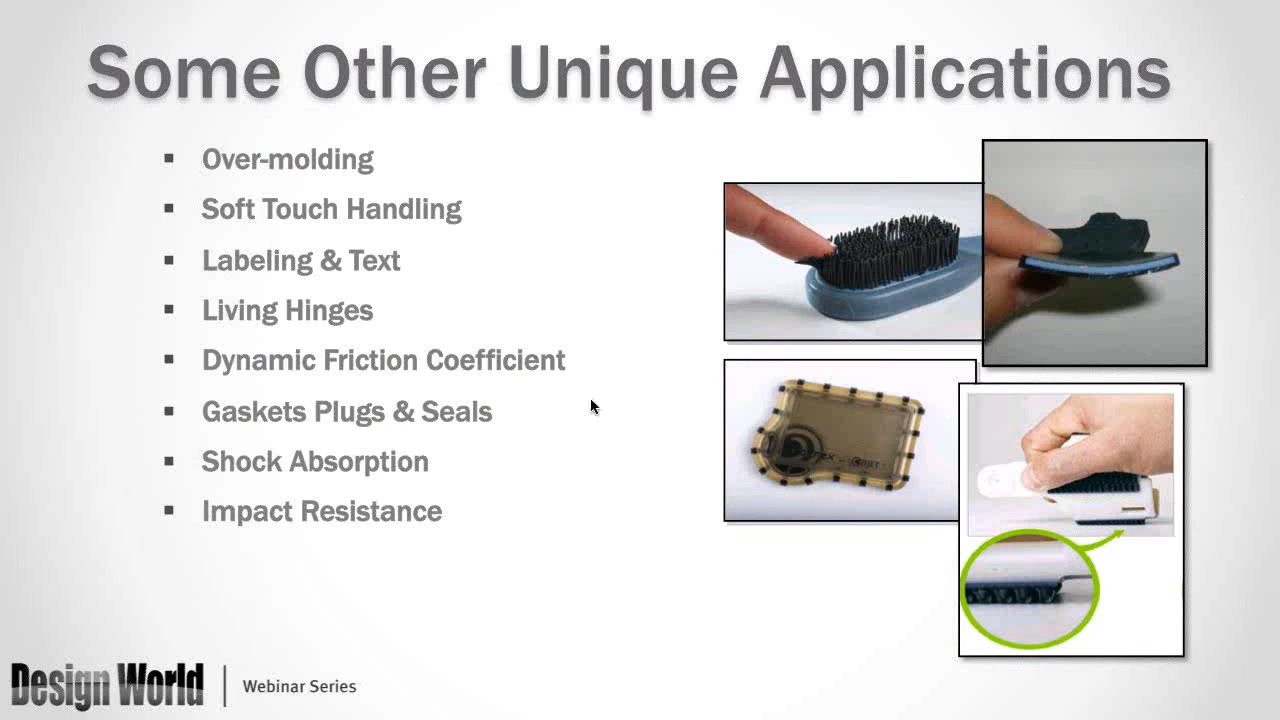 Some Other Unique Applications
Over-molding
Soft Touch Handling
Labeling & Text
Living Hinges
Dynamic Friction Coefficient
Gaskets Plugs & Seals
Shock Absorption
Impact Resistance
Design World
Webinar Series